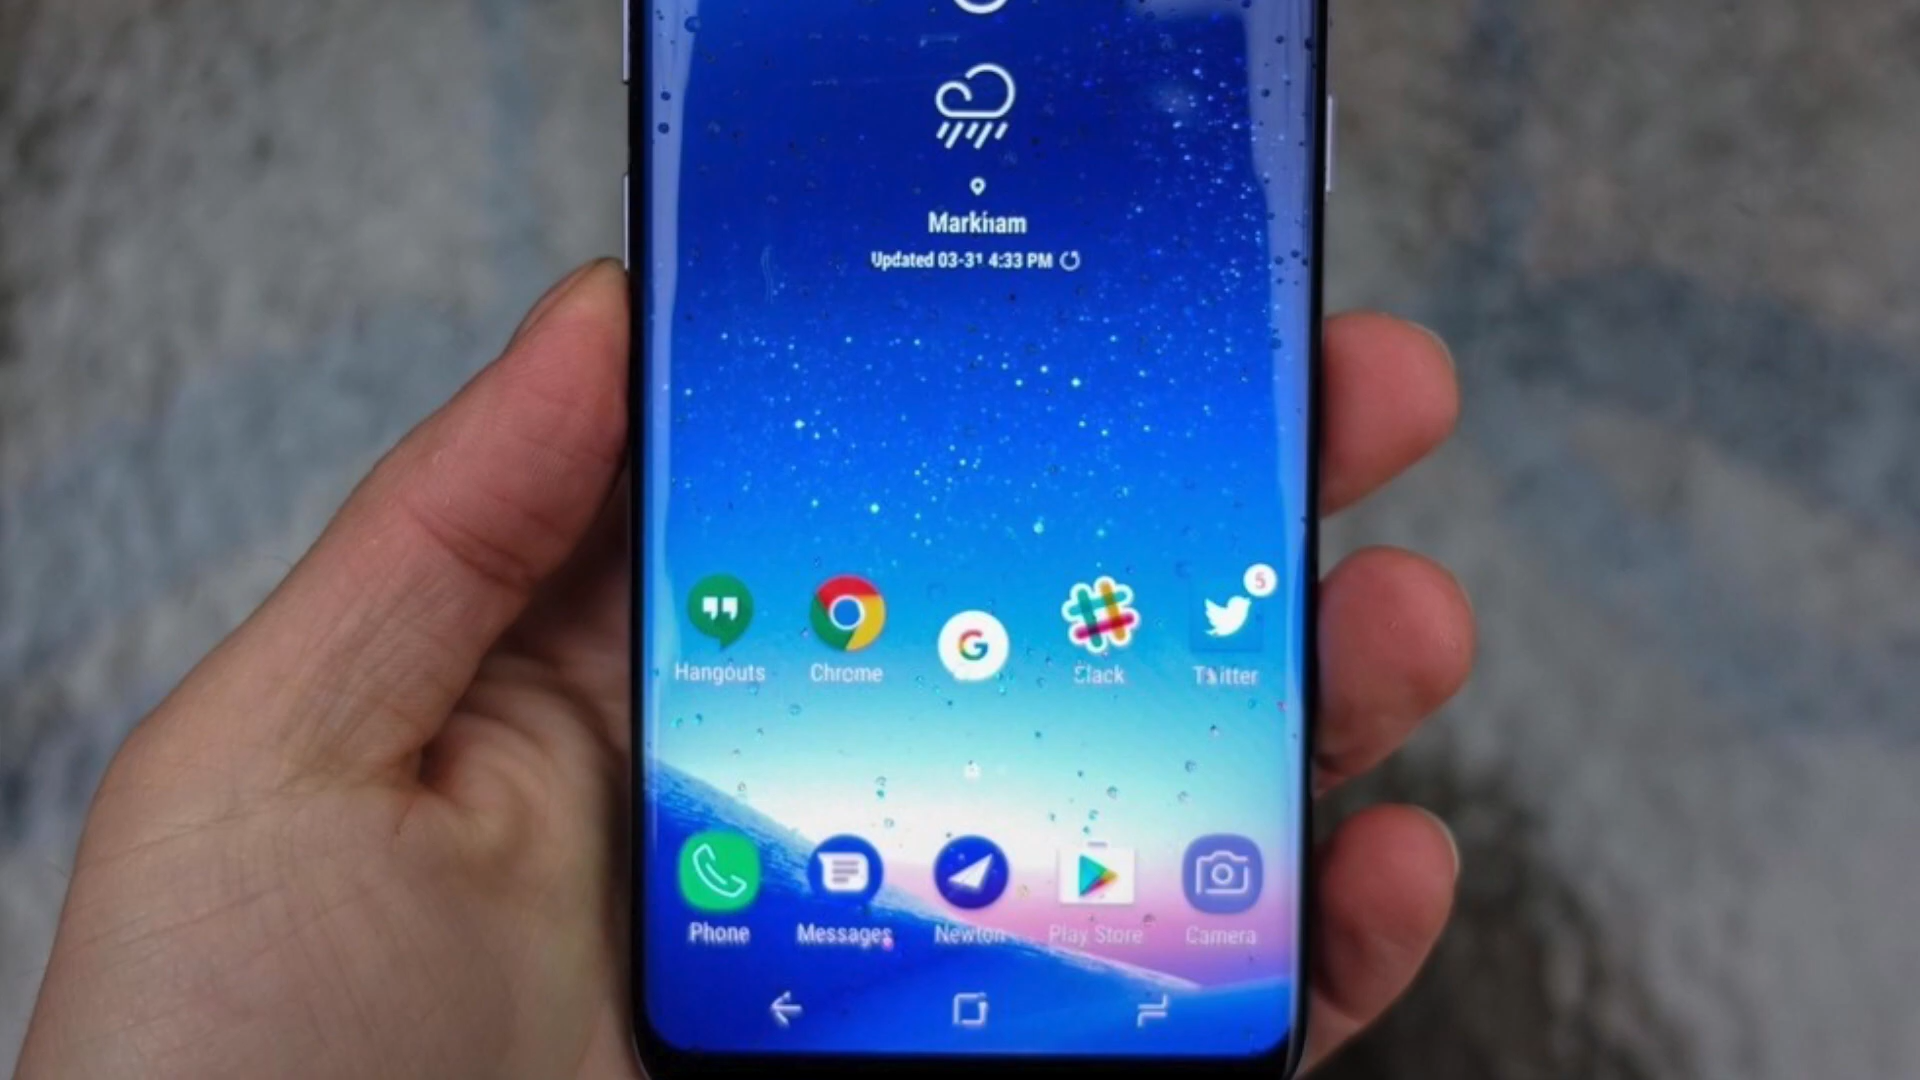 Markham
Updated 03-31 4:33 PM
5
G
Hangouts Chrome Slack Twitter
Phone Messages Newton Play Store Camera